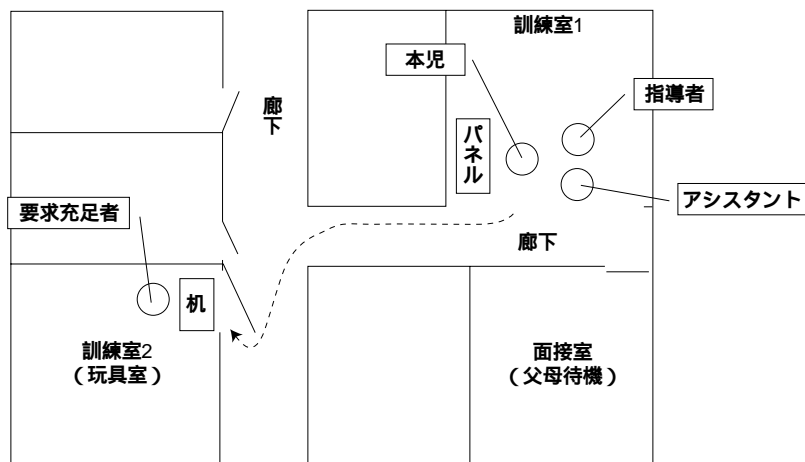 訓練室1
本児
指導者
廊下
パネル
アシスタント
要求充足者
廊下
机
訓練室2
（玩具室）
面接室
（父母待機）